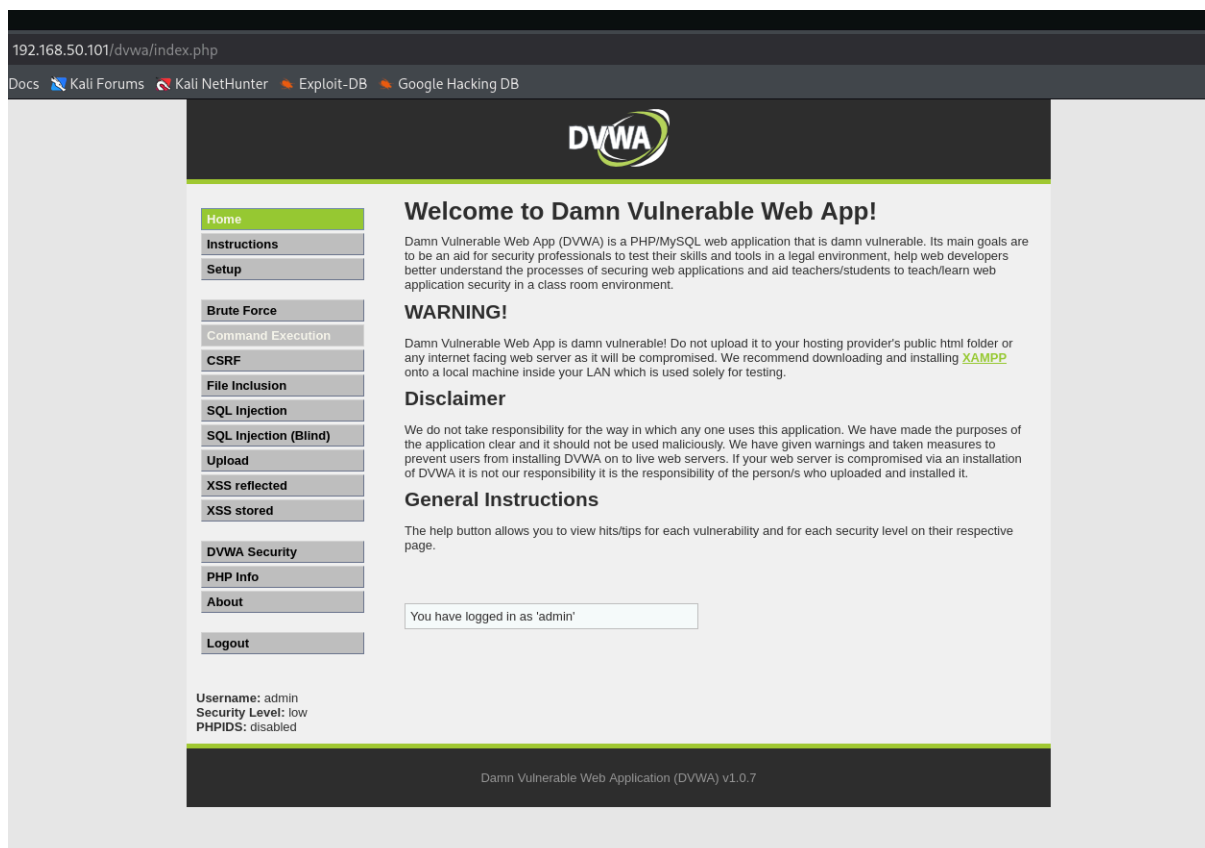 192.168.50.101/dvwa/index.php
Docs Kali Forums Kali NetHunter Exploit-DB Google Hacking DB
DVWA
Home
Instructions
Setup
Brute Force
Command Execution
CSRF
File Inclusion
SQL Injection
SQL Injection (Blind)
Upload
XSS reflected
XSS stored
DVWA Security
PHP Info
About
Logout
Username: admin
Security Level: low
PHPIDS: disabled
Welcome to Damn Vulnerable Web App!
Damn Vulnerable Web App (DVWA) is a PHP/MySQL web application that is damn vulnerable. Its main goals are
to be an aid for security professionals to test their skills and tools in a legal environment, help web developers
better understand the processes of securing web applications and aid teachers/students to teach/learn web
application security in a class room environment.
WARNING!
Damn Vulnerable Web App is damn vulnerable! Do not upload it to your hosting provider's public html folder or
any internet facing web server as it will be compromised. We recommend downloading and installing XAMPP
onto a local machine inside your LAN which is used solely for testing.
Disclaimer
We do not take responsibility for the way in which any one uses this application. We have made the purposes of
the application clear and it should not be used maliciously. We have given warnings and taken measures to
prevent users from installing DVWA on to live web servers. If your web server is compromised via an installation
of DVWA it is not our responsibility it is the responsibility of the person/s who uploaded and installed it.
General Instructions
The help button allows you to view hits/tips for each vulnerability and for each security level on their respective
page.
You have logged in as 'admin'
Damn Vulnerable Web Application (DVWA) v1.0.7